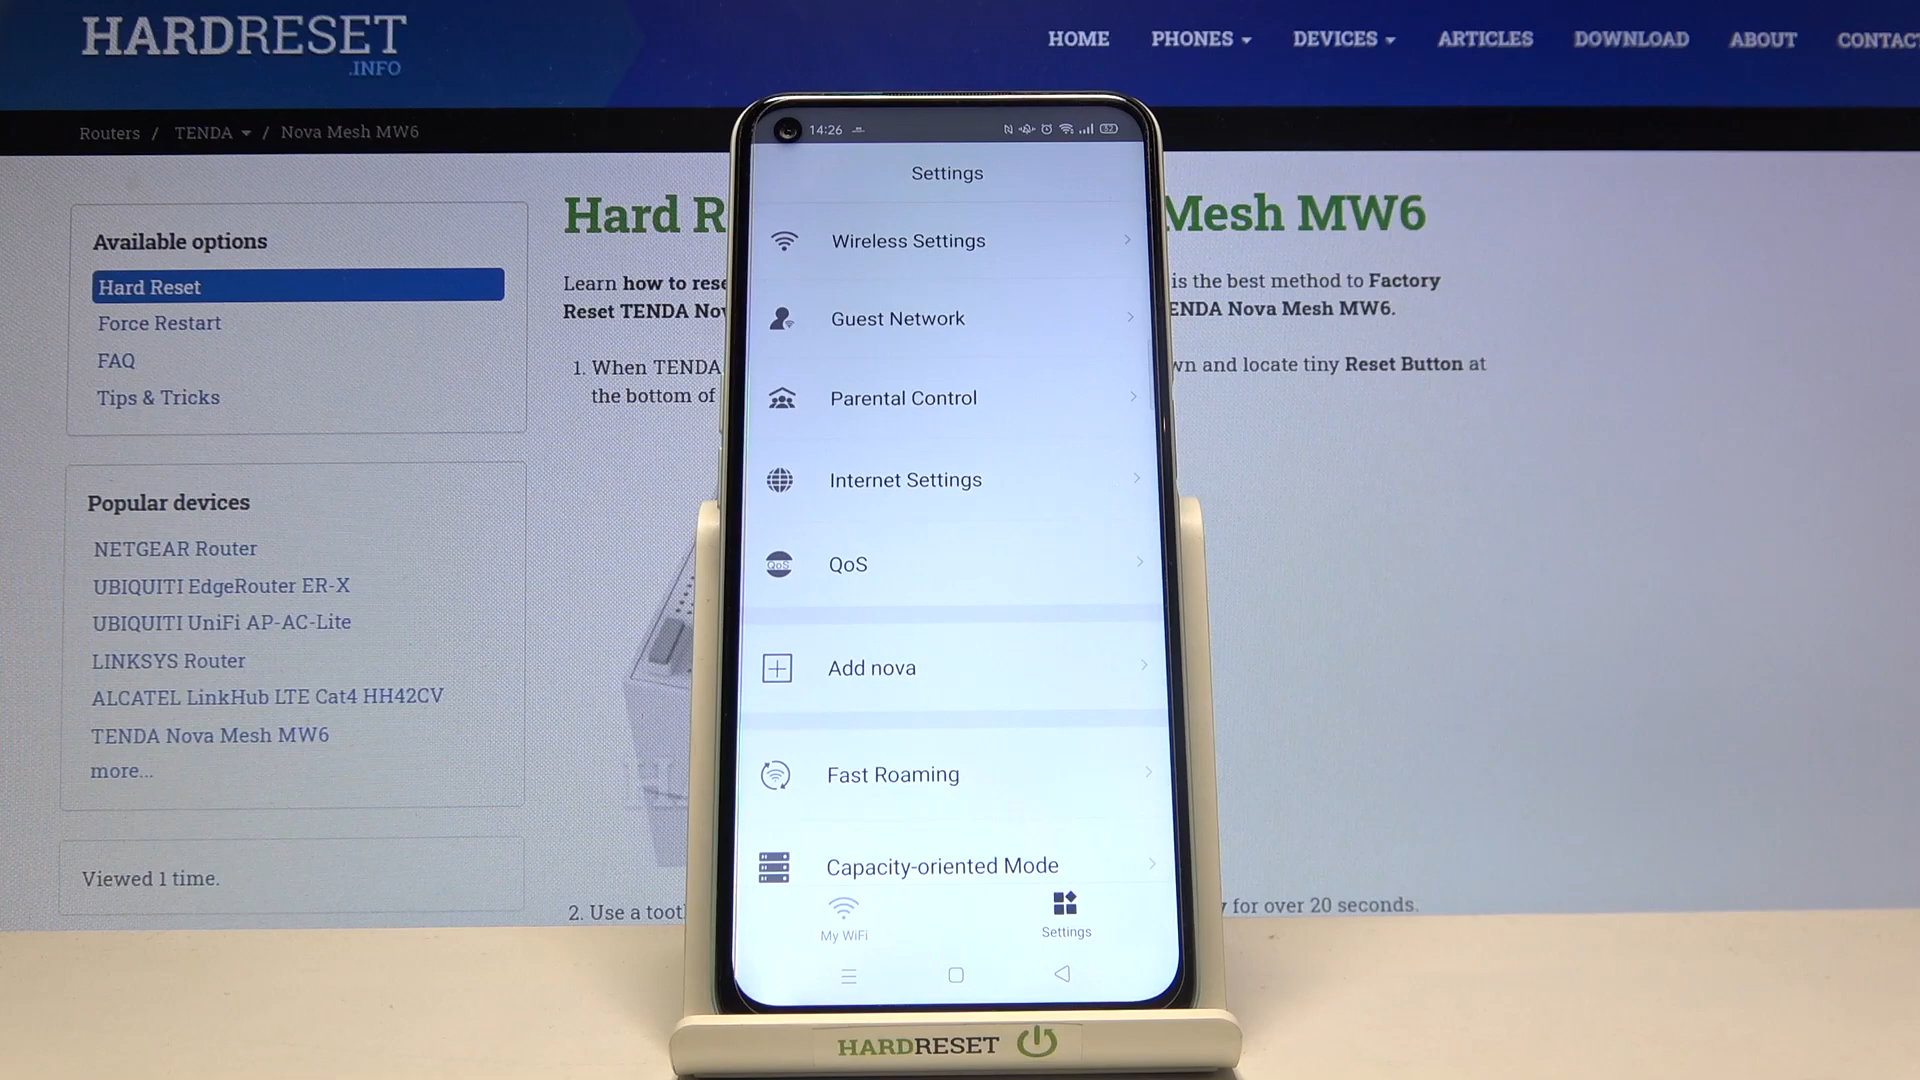 HARDRESET
.INFO
HOME PHONES DEVICES ARTICLES DOWNLOAD ABOUT CONTACT
Routers / TENDA / Nova Mesh MW6
Available options
Hard Reset
Force Restart
FAQ
Tips & Tricks
Popular devices
NETGEAR Router
UBIQUITI EdgeRouter ER-X
UBIQUITI UniFi AP-AC-Lite
LINKSYS Router
ALCATEL LinkHub LTE Cat4 HH42CV
TENDA Nova Mesh MW6
more...
Viewed 1 time.
Hard R Mesh MW6
Learn how to rese is the best method to Factory
Reset TENDA Nov ENDA Nova Mesh MW6.
1. When TENDA wn and locate tiny Reset Button at
the bottom of
2. Use a toot y for over 20 seconds.
14:26
Settings
Wireless Settings
Guest Network
Parental Control
Internet Settings
QoS
QoS
Add nova
Fast Roaming
Capacity-oriented Mode
My WiFi
Settings
HARDRESET